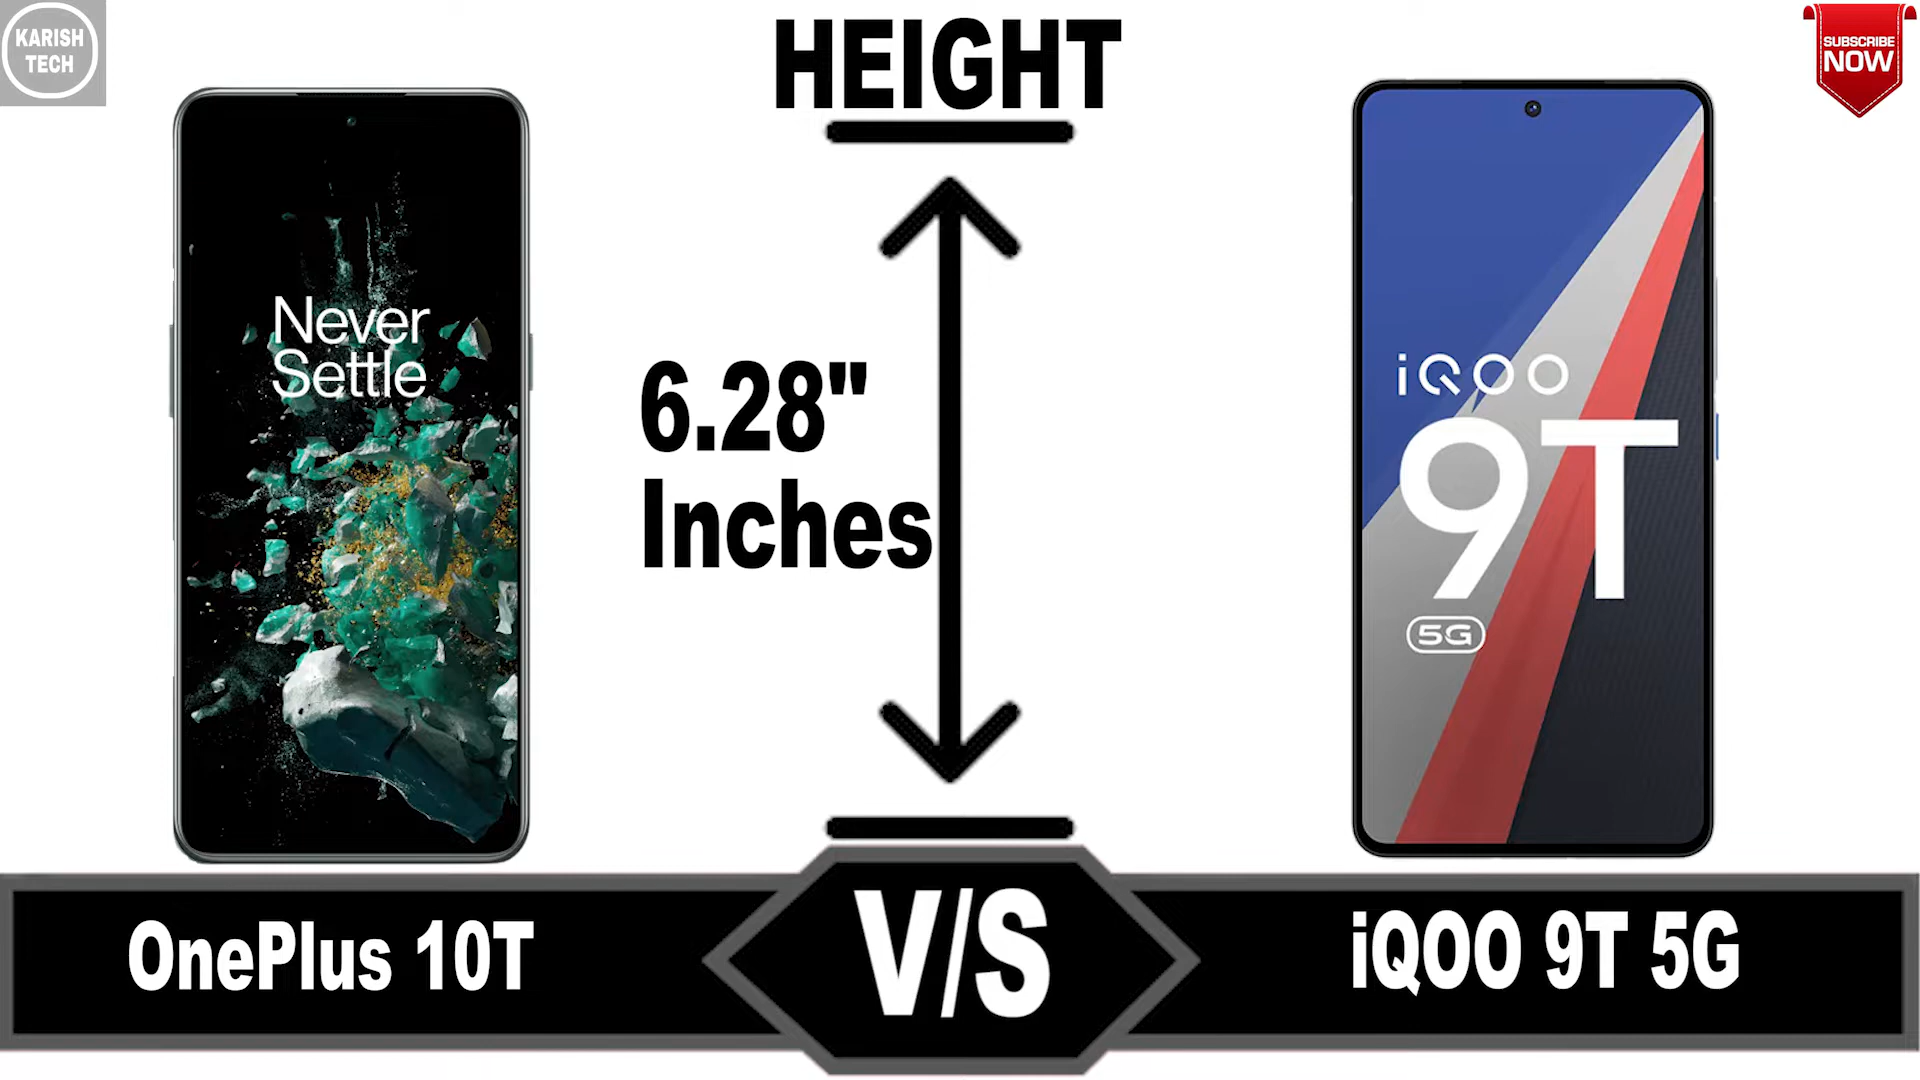 KARISH
TECH
HEIGHT
SUBSCRIBE
NOW
Never
Settle
6.28"
Inches
iQOO
9T
5G
OnePlus 10T
V/S
iQOO 9T 5G